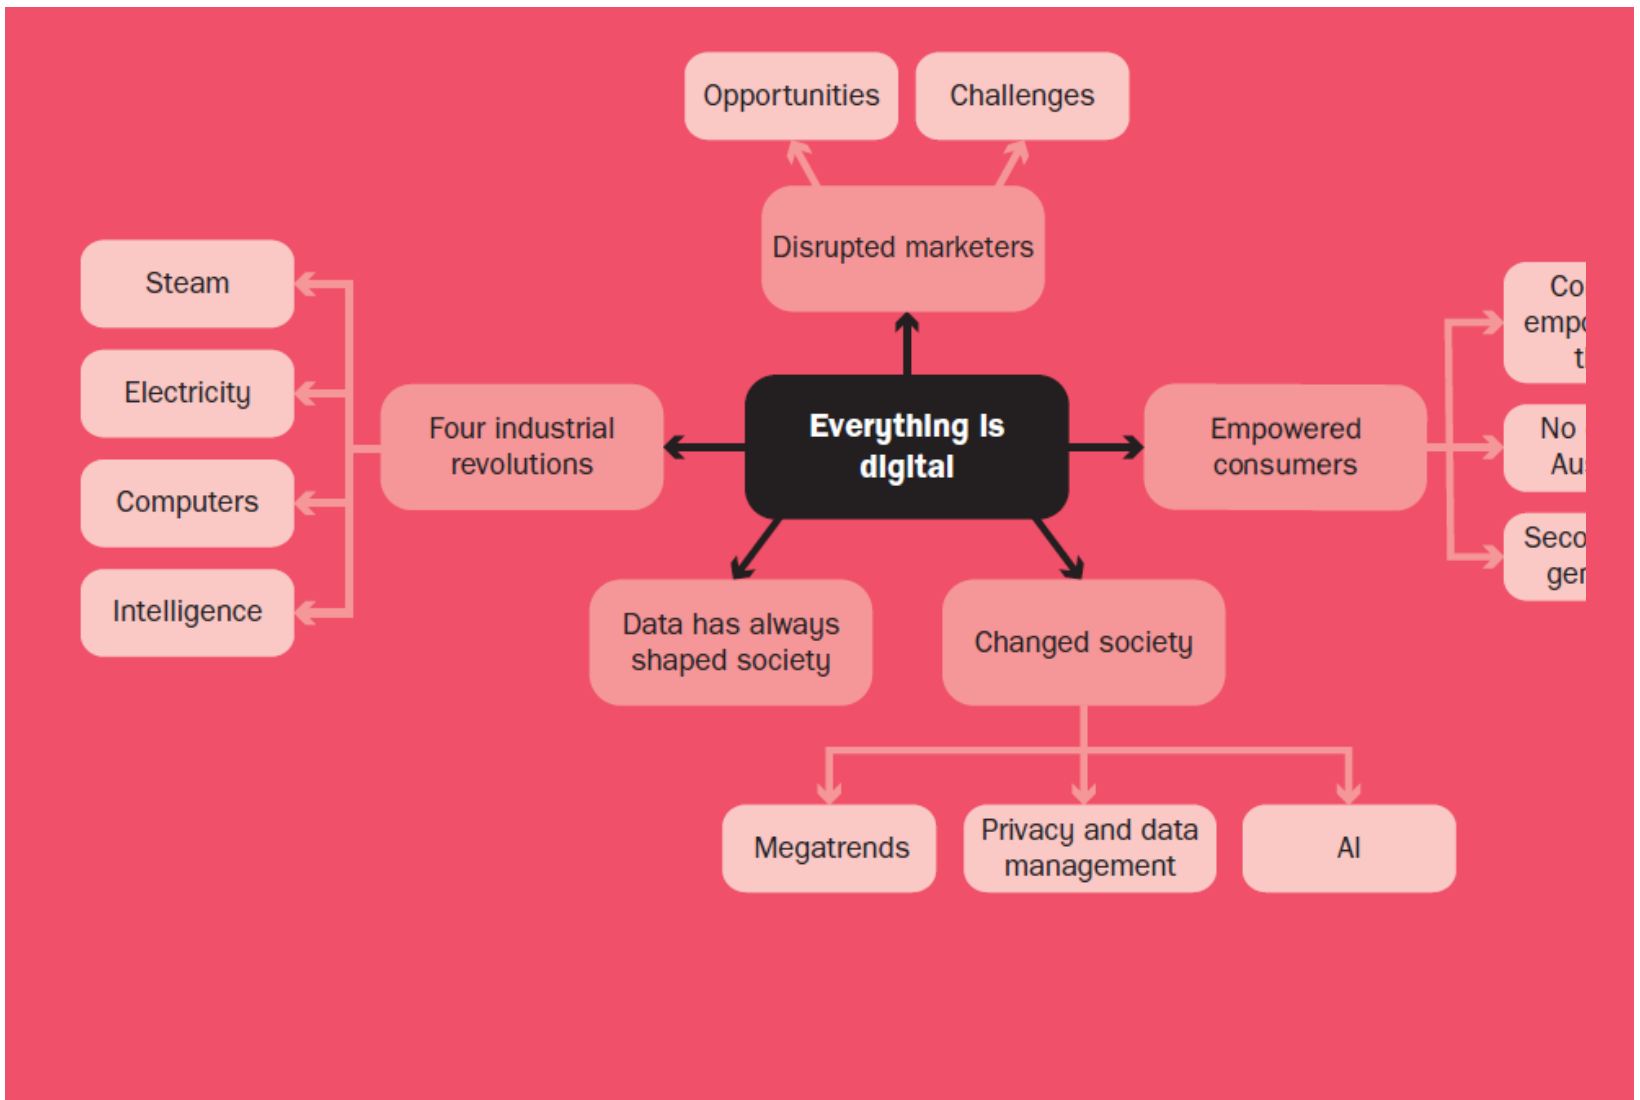 Opportunities
Challenges
Disrupted marketers
Steam
Electricity
Computers
Intelligence
Four industrial
revolutions
Everything is
digital
Empowered
consumers
No
Data has always
shaped society
Changed society
Megatrends
Privacy and data
management
AI